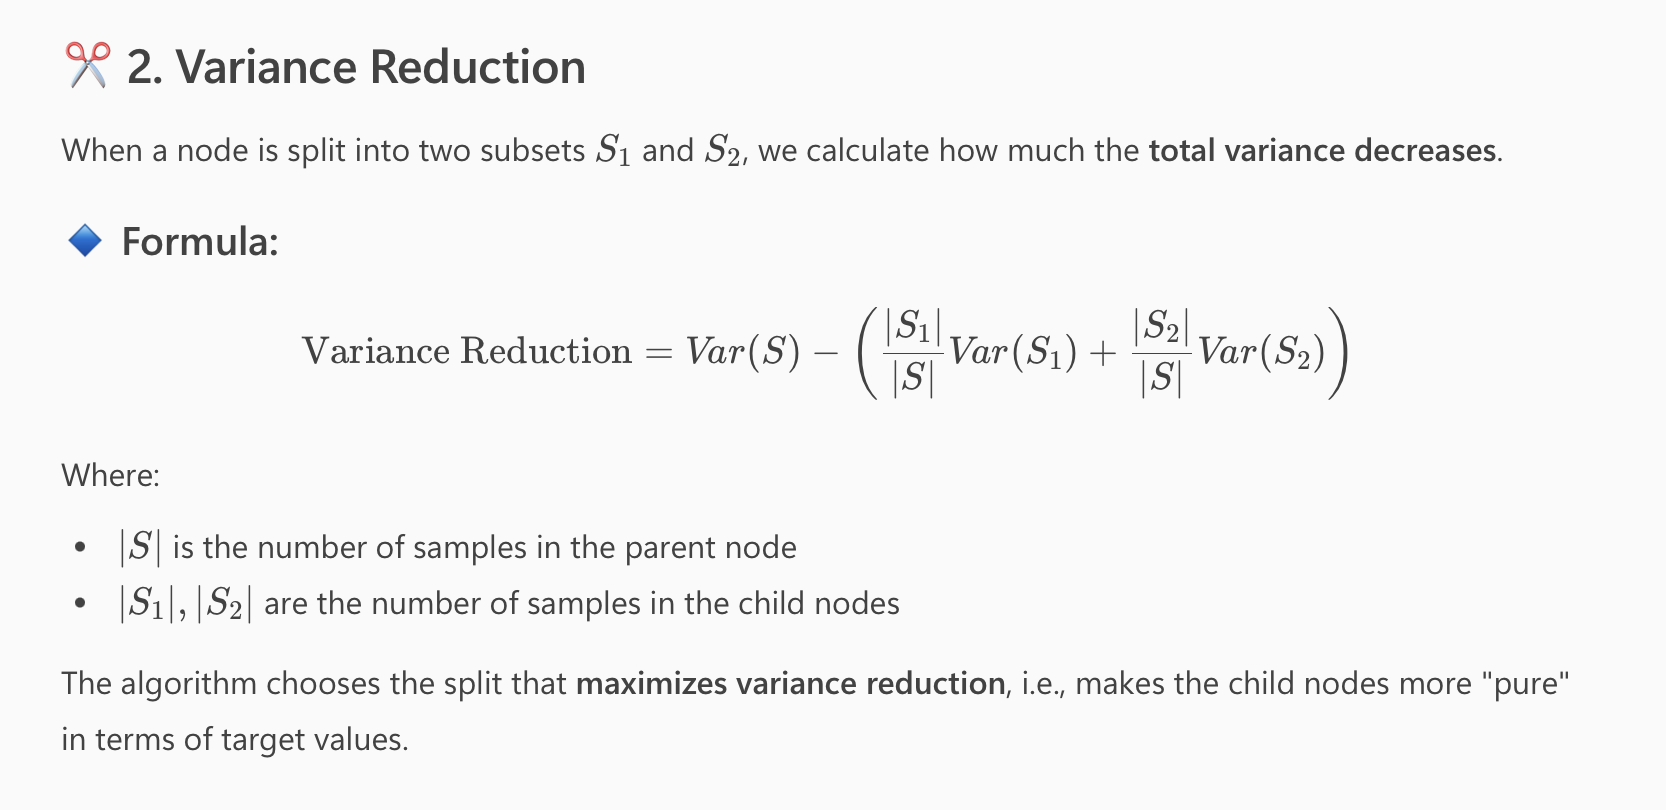 ✂️ 2. Variance Reduction
When a node is split into two subsets $S_1$ and $S_2$, we calculate how much the total variance decreases.
🔷 Formula:
$\text{Variance Reduction} = Var(S) - \left( \frac{|S_1|}{|S|} Var(S_1) + \frac{|S_2|}{|S|} Var(S_2) \right)$
Where:
• $|S|$ is the number of samples in the parent node
• $|S_1|, |S_2|$ are the number of samples in the child nodes
The algorithm chooses the split that maximizes variance reduction, i.e., makes the child nodes more "pure"
in terms of target values.